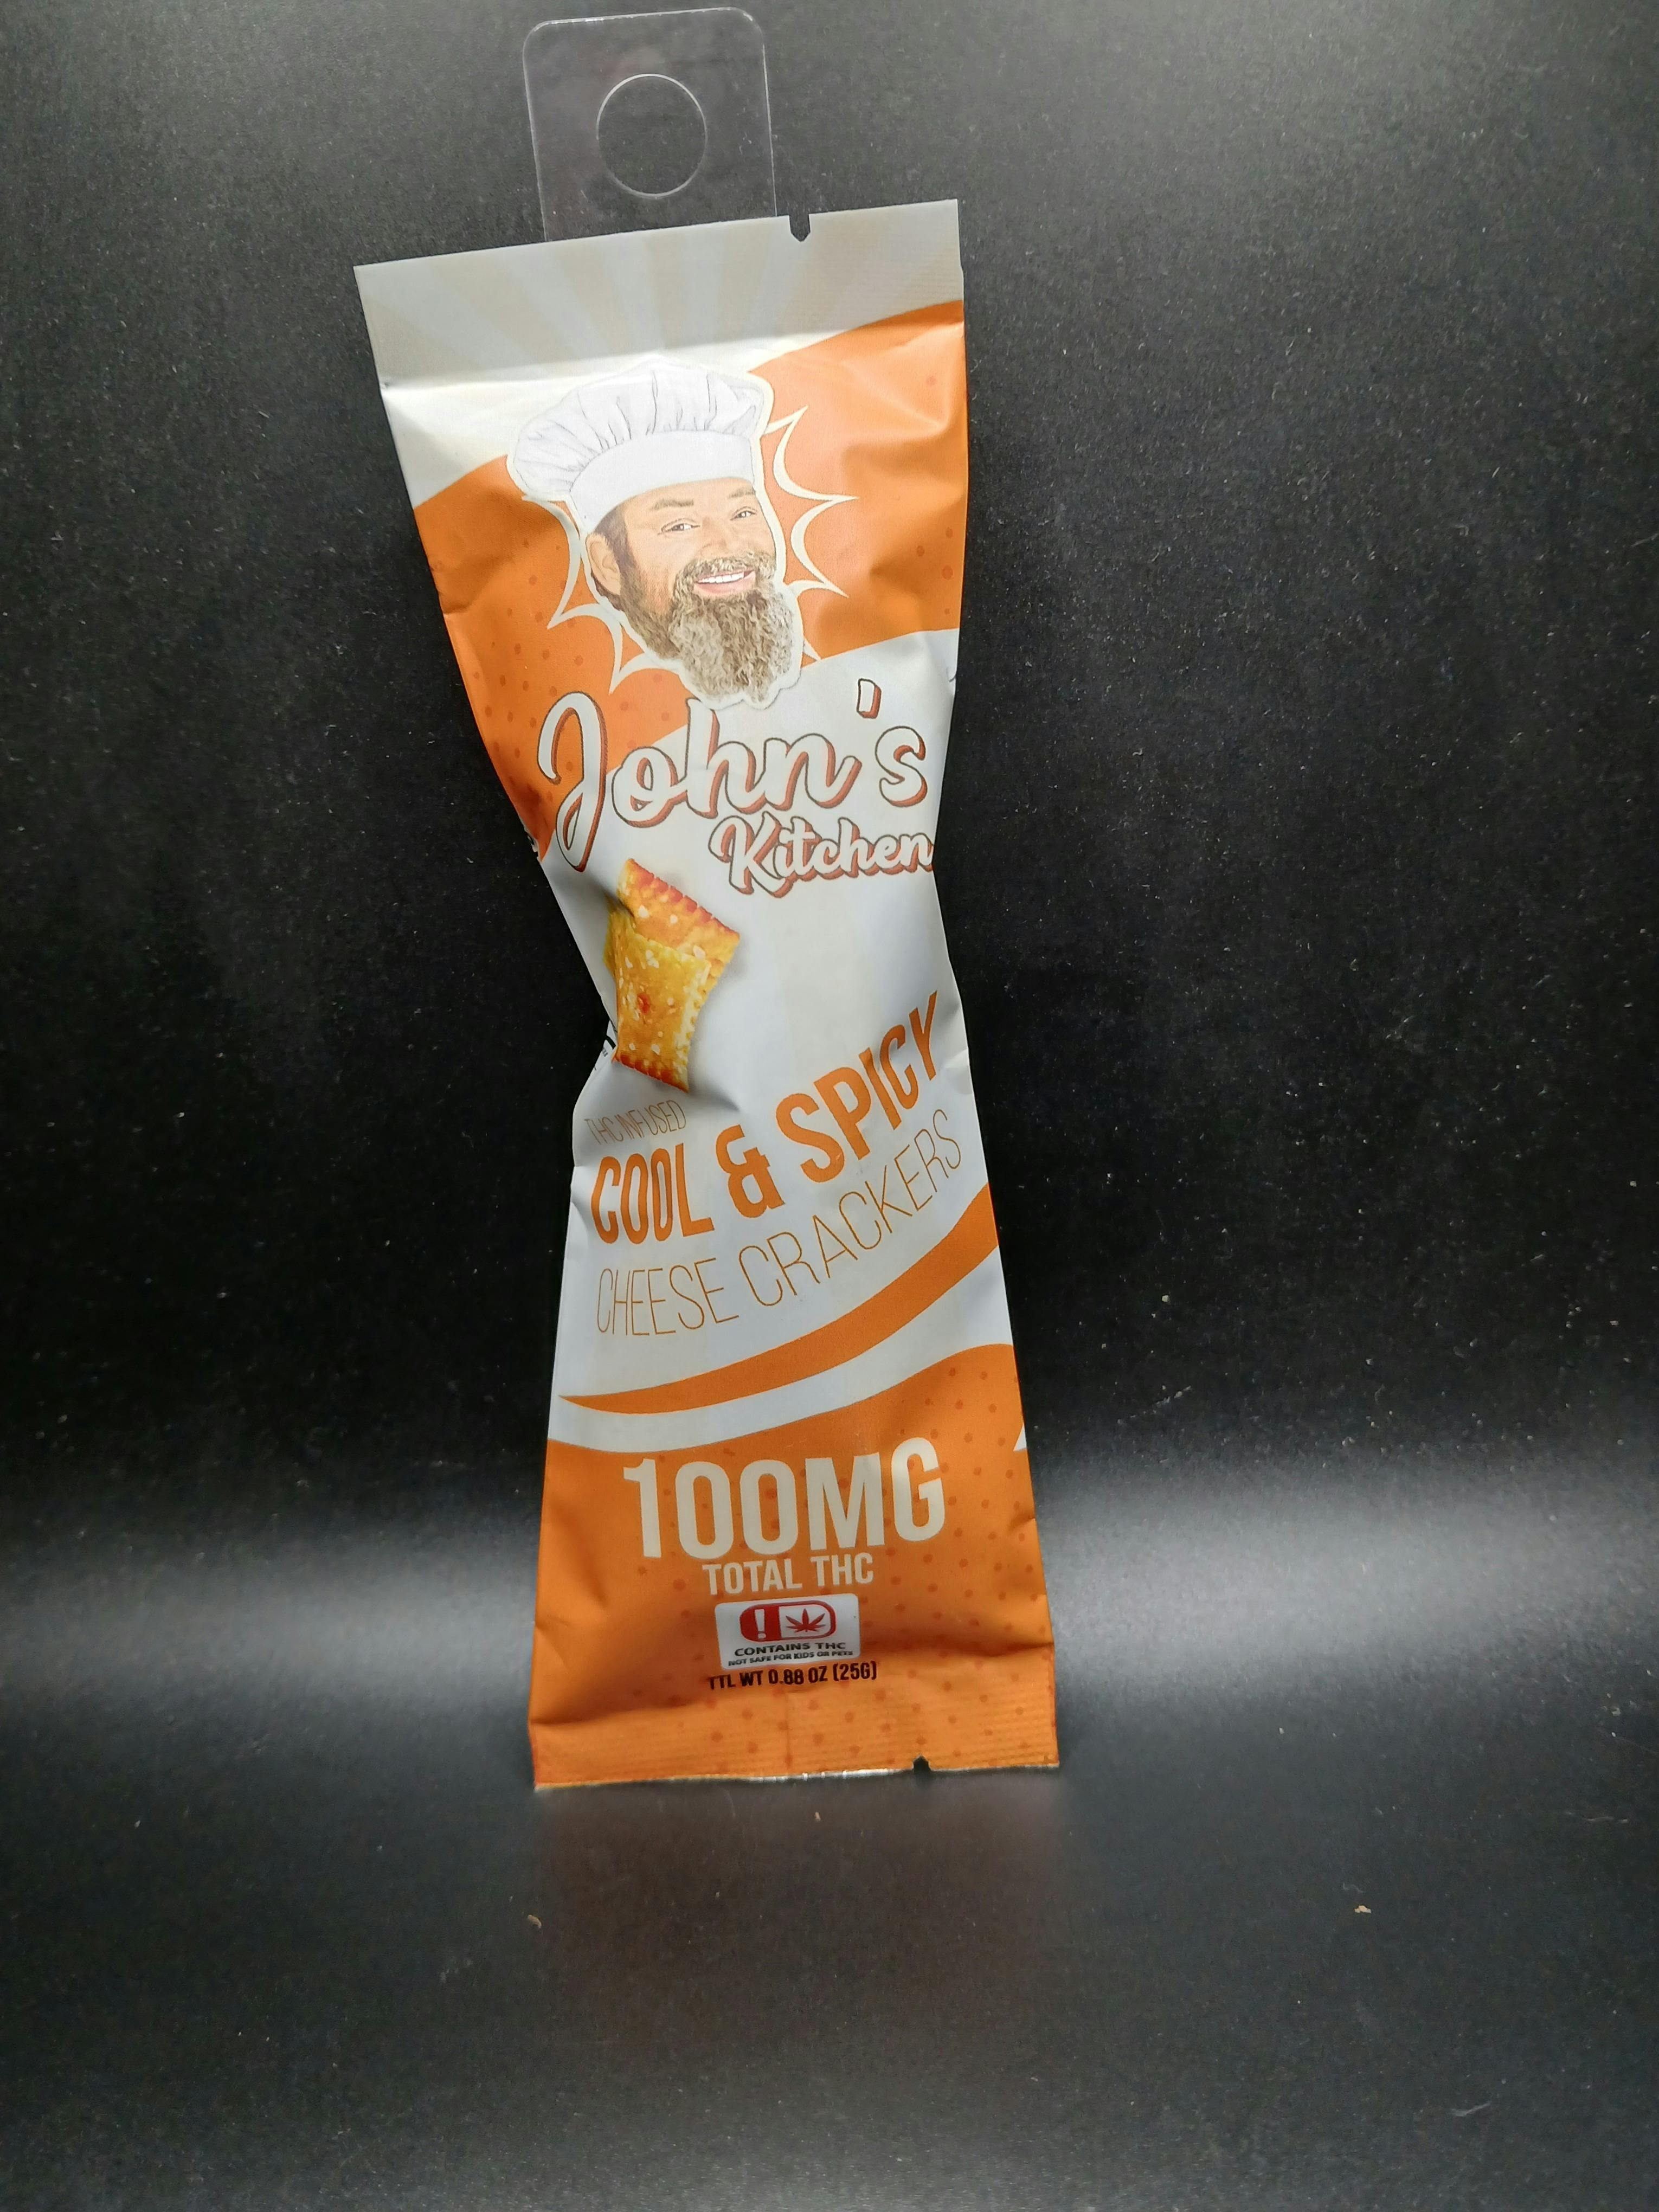 John's
Kitchen
THC INFUSED
COOL & SPICY
CHEESE CRACKERS
100MG
TOTAL THC
!
CONTAINS THC
NOT SAFE FOR KIDS OR PETS
TTL WT 0.88 OZ (25G)